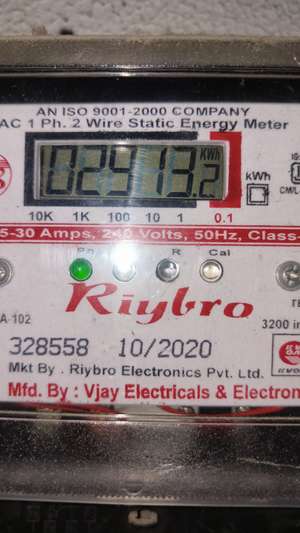 AN ISO 9001-2000 COMPANY
AC 1 Ph. 2 Wire Static Energy Meter
02913.2 KWh
kWh
10K 1K 100 10 1 0.1
5-30 Amps, 240 Volts, 50Hz, Class-
R Cal
Riybro
A-102
3200 im
328558 10/2020
Mkt By : Riybro Electronics Pvt. Ltd.
Mfd. By : Vjay Electricals & Electron